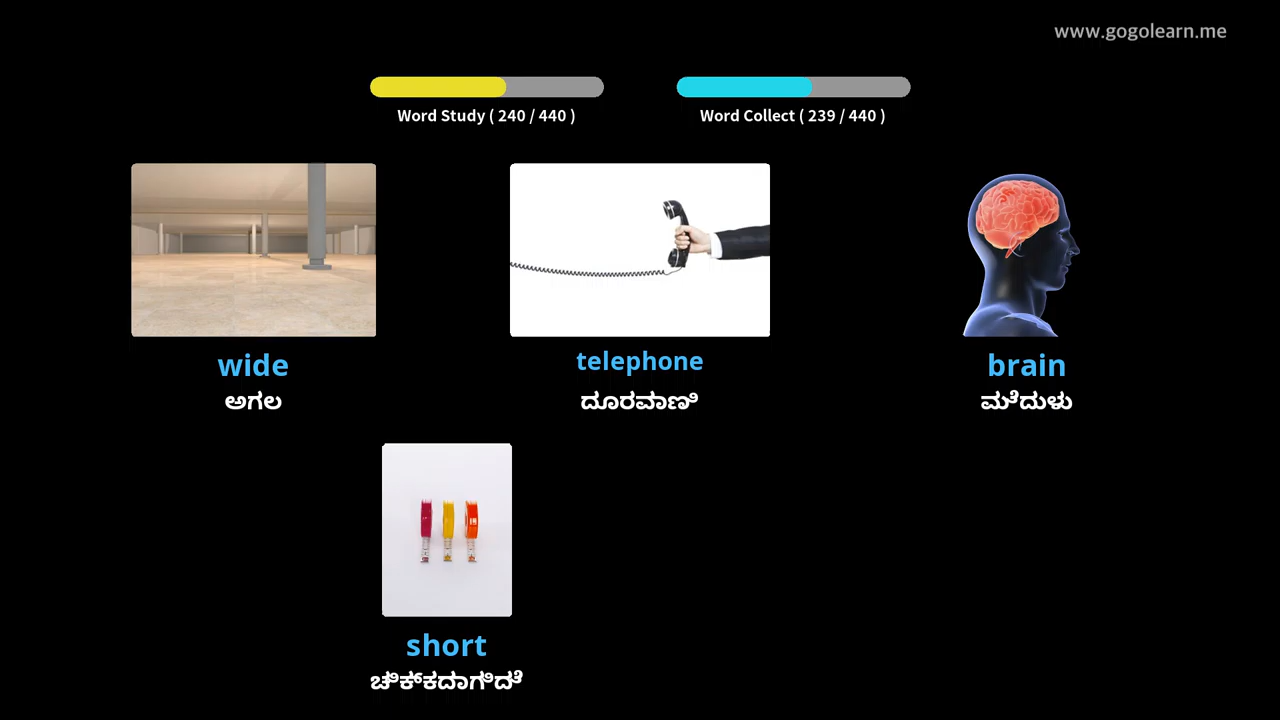 www.gogolearn.me
Word Study ( 240 / 440 )
Word Collect ( 239 / 440 )
wide
ಅಗಲ
telephone
ದೂರವಾಣಿ
brain
ಮೆದುಳು
short
ಚಿಕ್ಕದಾಗಿದೆ